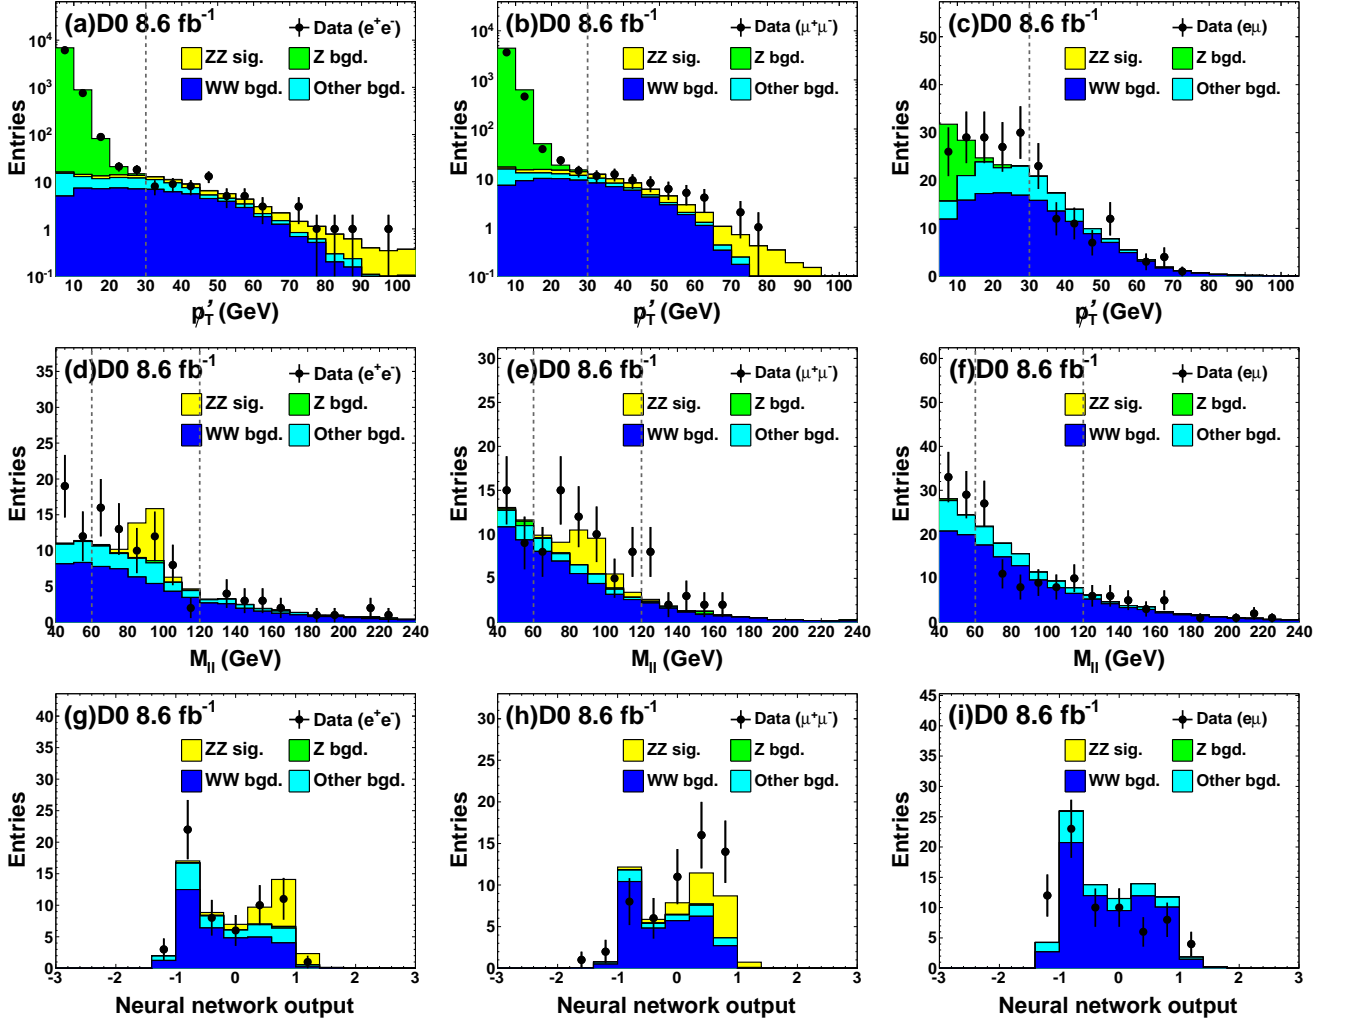 (a)D0 8.6 fb⁻¹
Data (e⁺e⁻)
ZZ sig.
Z bgd.
WW bgd.
Other bgd.
Entries
10⁴
10³
10²
10
1
10⁻¹
10 20 30 40 50 60 70 80 90 100
p̸T′ (GeV)
(b)D0 8.6 fb⁻¹
Data (μ⁺μ⁻)
ZZ sig.
Z bgd.
WW bgd.
Other bgd.
Entries
10⁴
10³
10²
10
1
10⁻¹
10 20 30 40 50 60 70 80 90 100
p̸T′ (GeV)
(c)D0 8.6 fb⁻¹
Data (eμ)
ZZ sig.
Z bgd.
WW bgd.
Other bgd.
Entries
50
40
30
20
10
0
10 20 30 40 50 60 70 80 90 100
p̸T′ (GeV)
(d)D0 8.6 fb⁻¹
Data (e⁺e⁻)
ZZ sig.
Z bgd.
WW bgd.
Other bgd.
Entries
35
30
25
20
15
10
5
0
40 60 80 100 120 140 160 180 200 220 240
Mll (GeV)
(e)D0 8.6 fb⁻¹
Data (μ⁺μ⁻)
ZZ sig.
Z bgd.
WW bgd.
Other bgd.
Entries
30
25
20
15
10
5
0
40 60 80 100 120 140 160 180 200 220 240
Mll (GeV)
(f)D0 8.6 fb⁻¹
Data (eμ)
ZZ sig.
Z bgd.
WW bgd.
Other bgd.
Entries
60
50
40
30
20
10
0
40 60 80 100 120 140 160 180 200 220 240
Mll (GeV)
(g)D0 8.6 fb⁻¹
Data (e⁺e⁻)
ZZ sig.
Z bgd.
WW bgd.
Other bgd.
Entries
40
35
30
25
20
15
10
5
0
-3 -2 -1 0 1 2 3
Neural network output
(h)D0 8.6 fb⁻¹
Data (μ⁺μ⁻)
ZZ sig.
Z bgd.
WW bgd.
Other bgd.
Entries
30
25
20
15
10
5
0
-3 -2 -1 0 1 2 3
Neural network output
(i)D0 8.6 fb⁻¹
Data (eμ)
ZZ sig.
Z bgd.
WW bgd.
Other bgd.
Entries
45
40
35
30
25
20
15
10
5
0
-3 -2 -1 0 1 2 3
Neural network output